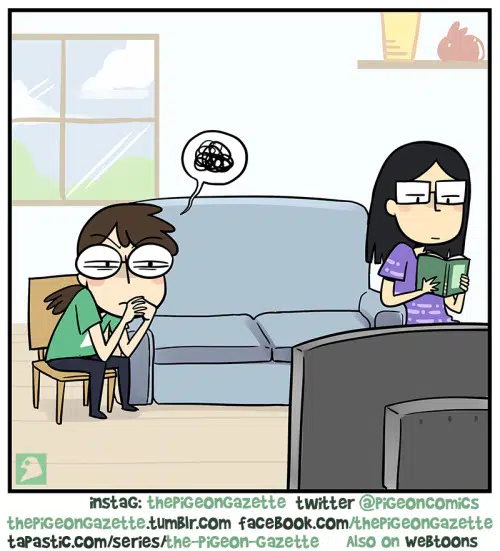 instag: thepigeongazette twitter @pigeoncomics
thepigeongazette.tumblr.com facebook.com/thepigeongazette
tapastic.com/series/the-pigeon-gazette Also on webtoons